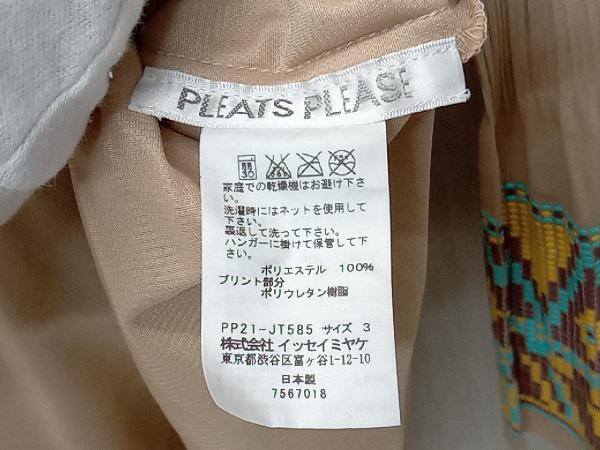 PLEATS PLEASE
家庭での乾燥機はお避け下さ
い。
洗濯時にはネットを使用して
下さい。
裏返して洗って下さい。
ハンガーに掛けて保管して下
さい。
ポリエステル 100%
プリント部分
ポリウレタン樹脂
PP21-JT585 サイズ 3
株式会社 イッセイミヤケ
東京都渋谷区富ヶ谷1-12-10
日本製
7567018